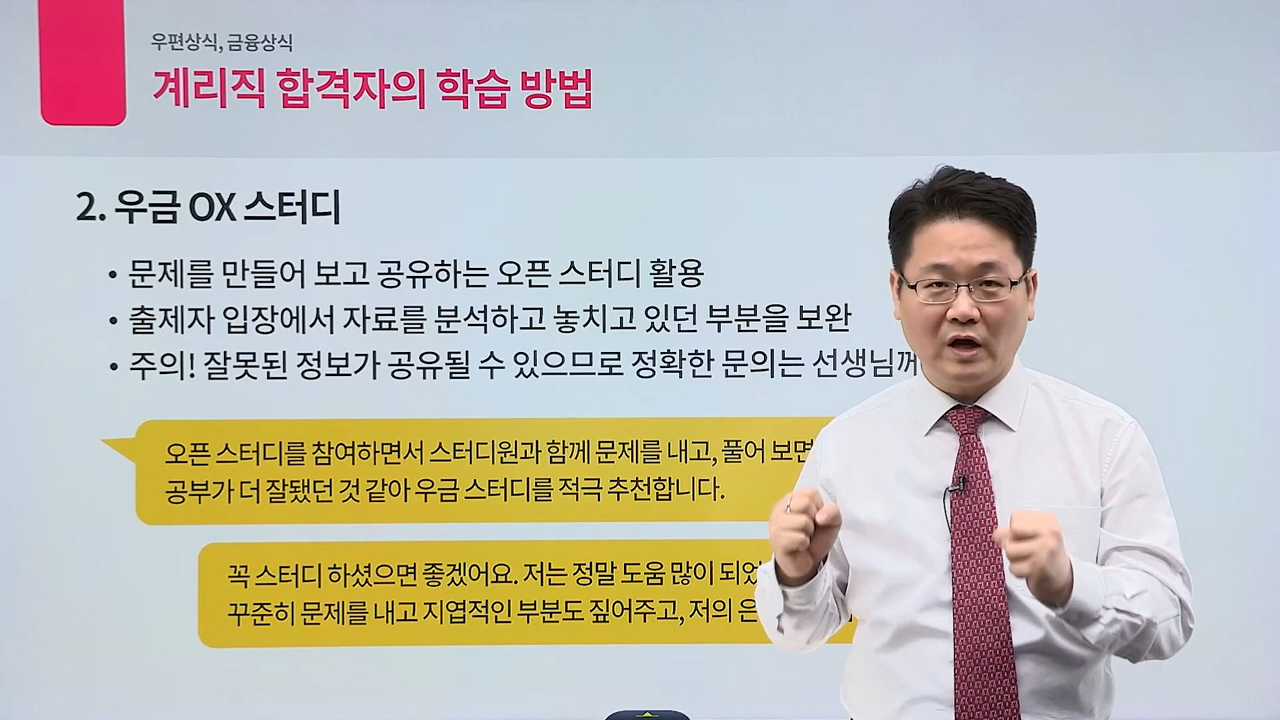 우편상식, 금융상식
계리직 합격자의 학습 방법
2. 우금 OX 스터디
• 문제를 만들어 보고 공유하는 오픈 스터디 활용
• 출제자 입장에서 자료를 분석하고 놓치고 있던 부분을 보완
• 주의! 잘못된 정보가 공유될 수 있으므로 정확한 문의는 선생님께
오픈 스터디를 참여하면서 스터디원과 함께 문제를 내고, 풀어 보면
공부가 더 잘됐던 것 같아 우금 스터디를 적극 추천합니다.
꼭 스터디 하셨으면 좋겠어요. 저는 정말 도움 많이 되었
꾸준히 문제를 내고 지엽적인 부분도 짚어주고, 저의 은